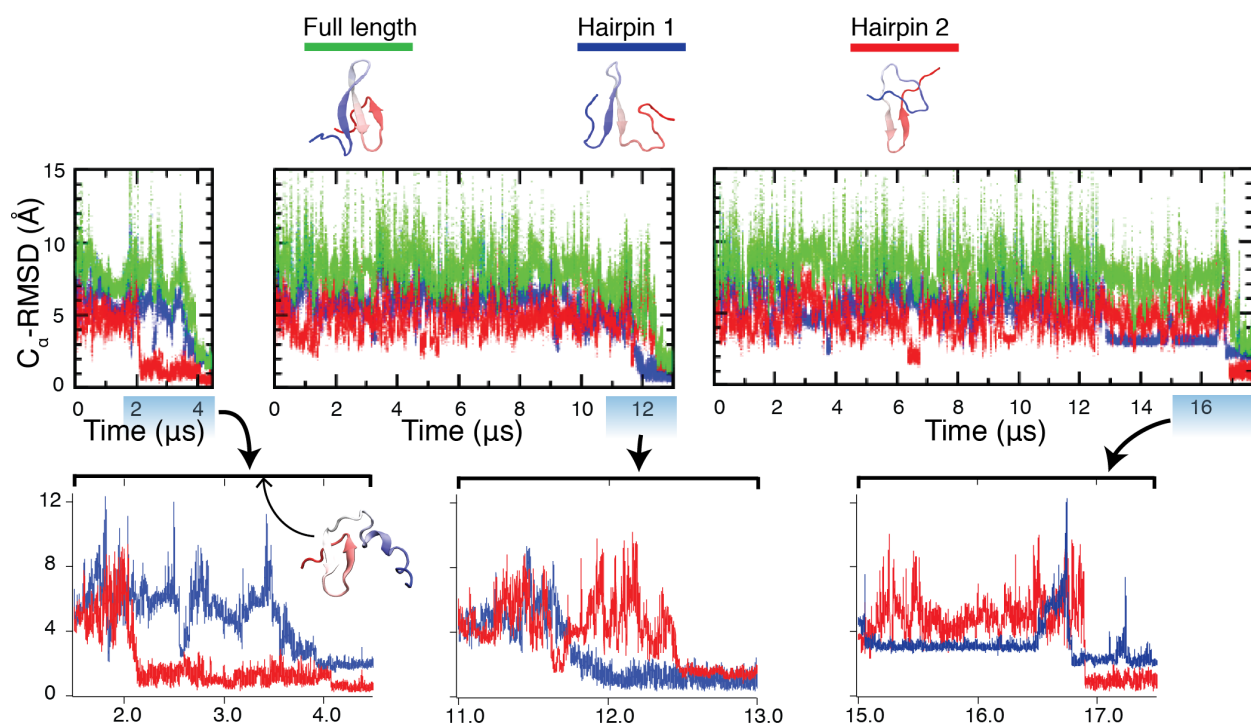 Full length Hairpin 1 Hairpin 2
Cα-RMSD (Å)
15
10
5
0
0 2 4
Time (μs)
0 2 4 6 8 10 12
Time (μs)
0 2 4 6 8 10 12 14 16
Time (μs)
12
8
4
0
2.0 3.0 4.0
11.0 12.0 13.0
15.0 16.0 17.0